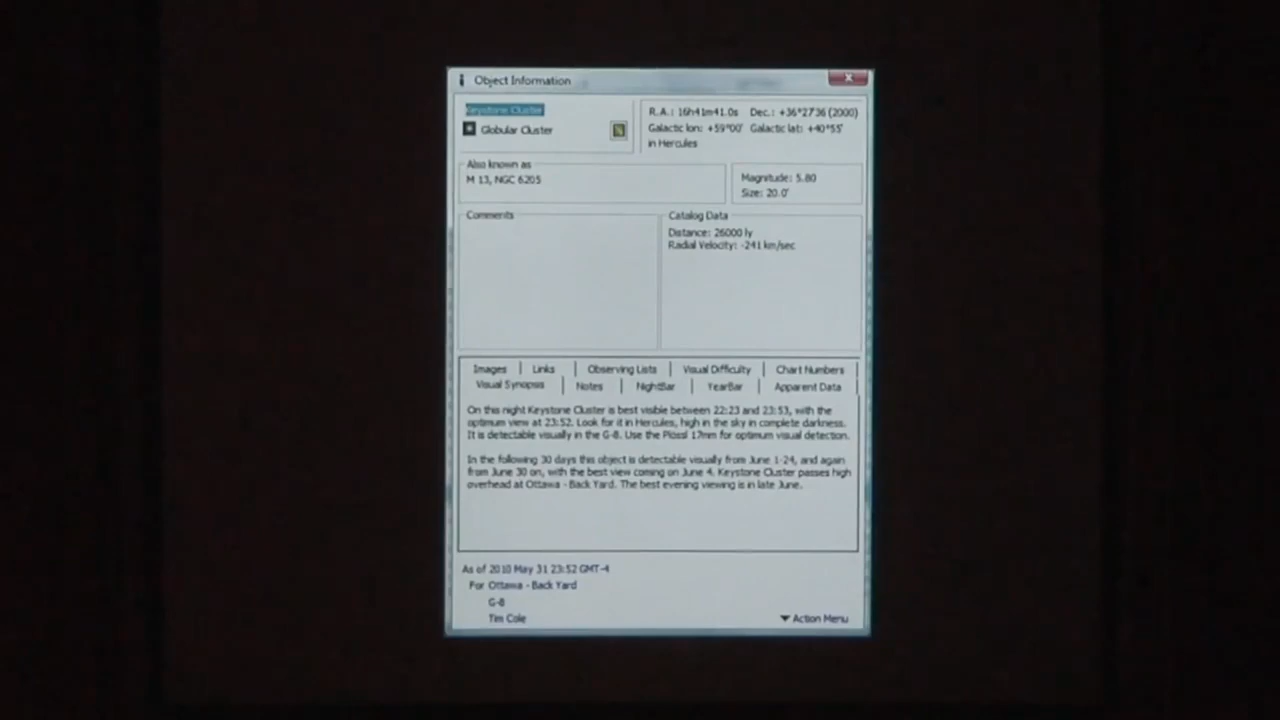 Object Information
Keystone Cluster
Globular Cluster
R.A.: 16h41m41.0s Dec.: +36°27'36 (2000)
Galactic lon: +59°00' Galactic lat: +40°55'
in Hercules
Also known as
M 13, NGC 6205
Magnitude: 5.80
Size: 20.0'
Comments
Catalog Data
Distance: 26000 ly
Radial Velocity: -241 km/sec
Images Links Observing Lists Visual Difficulty Chart Numbers
Visual Synopsis Notes NightBar YearBar Apparent Data
On this night Keystone Cluster is best visible between 22:23 and 23:53, with the
optimum view at 23:52. Look for it in Hercules, high in the sky in complete darkness.
It is detectable visually in the G-8. Use the Plössl 17mm for optimum visual detection.
In the following 30 days this object is detectable visually from June 1-24, and again
from June 30 on, with the best view coming on June 4. Keystone Cluster passes high
overhead at Ottawa - Back Yard. The best evening viewing is in late June.
As of 2010 May 31 23:52 GMT-4
For Ottawa - Back Yard
G-8
Tim Cole
Action Menu